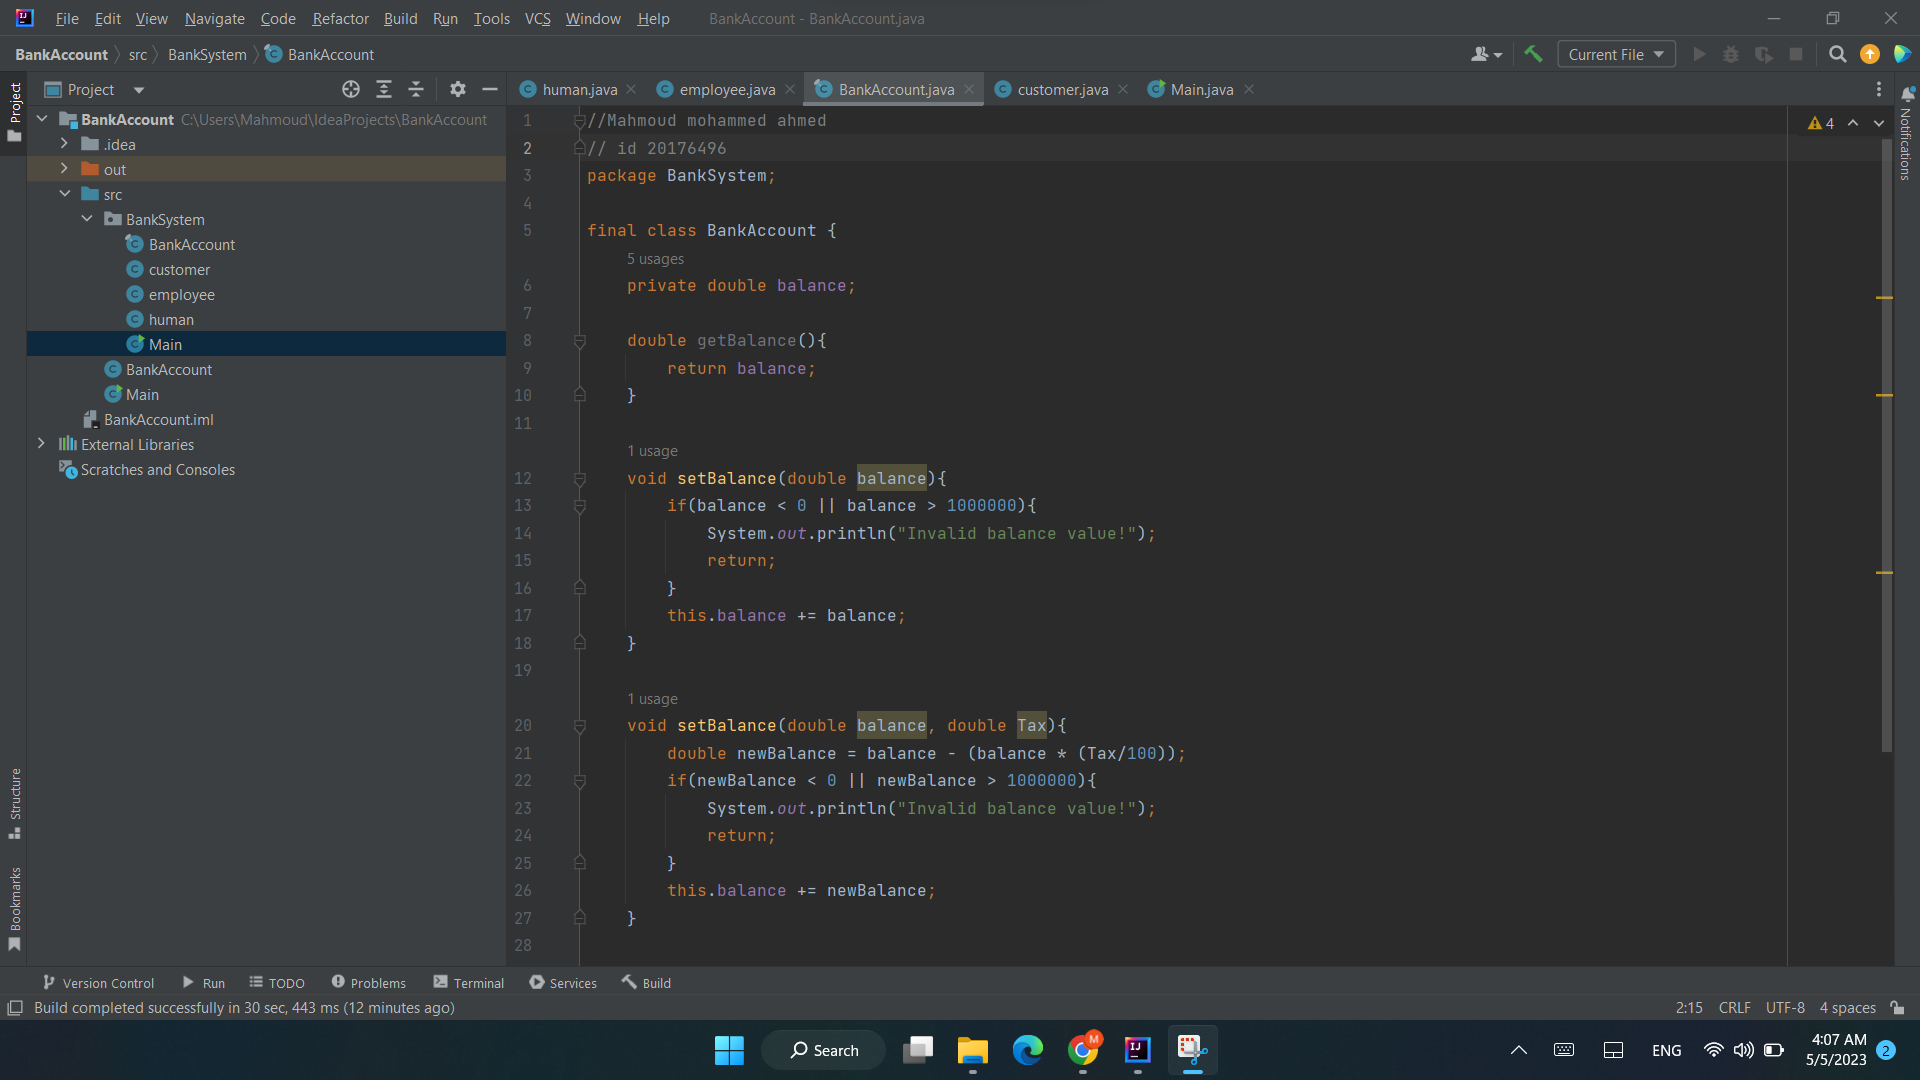 File Edit View Navigate Code Refactor Build Run Tools VCS Window Help BankAccount - BankAccount.java
BankAccount src BankSystem BankAccount
Current File
Project
Project
human.java employee.java BankAccount.java customer.java Main.java
Notifications
BankAccount C:\Users\Mahmoud\IdeaProjects\BankAccount
.idea
out
src
BankSystem
BankAccount
customer
employee
human
Main
BankAccount
Main
BankAccount.iml
External Libraries
Scratches and Consoles
4
1 //Mahmoud mohammed ahmed
2 // id 20176496
3 package BankSystem;
4
5 final class BankAccount {
5 usages
6 private double balance;
7
8 double getBalance(){
9 return balance;
10 }
11
1 usage
12 void setBalance(double balance){
13 if(balance < 0 || balance > 1000000){
14 System.out.println("Invalid balance value!");
15 return;
16 }
17 this.balance += balance;
18 }
19
1 usage
20 void setBalance(double balance, double Tax){
21 double newBalance = balance - (balance * (Tax/100));
22 if(newBalance < 0 || newBalance > 1000000){
23 System.out.println("Invalid balance value!");
24 return;
25 }
26 this.balance += newBalance;
27 }
28
Structure
Bookmarks
Version Control Run TODO Problems Terminal Services Build
Build completed successfully in 30 sec, 443 ms (12 minutes ago)
2:15 CRLF UTF-8 4 spaces
Search
M
ENG
4:07 AM
5/5/2023
2